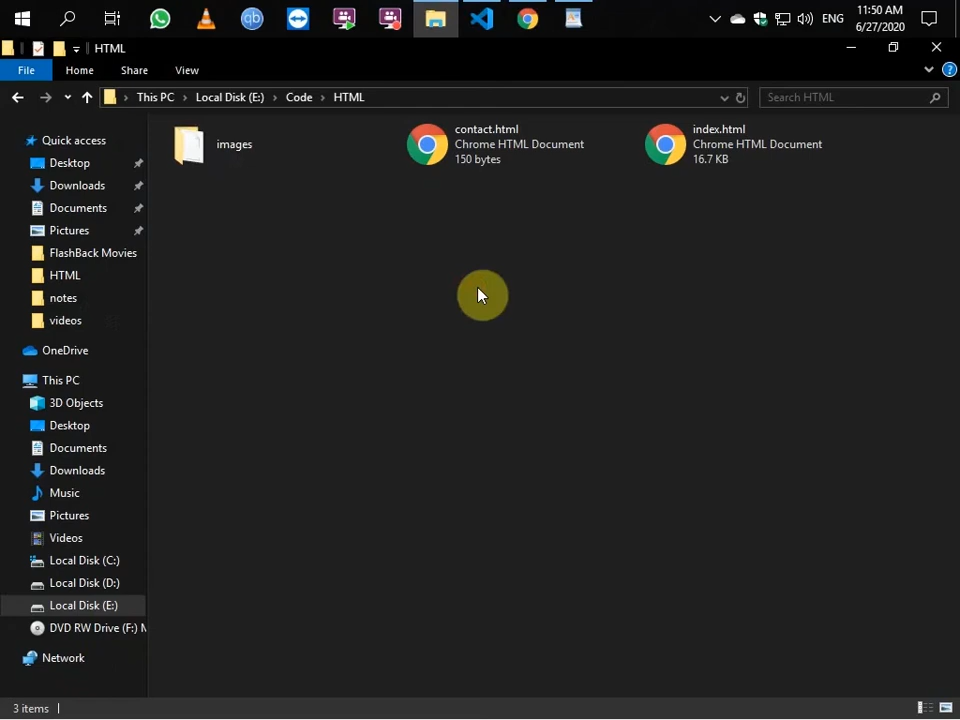 qb
ENG
11:50 AM
6/27/2020
HTML
File
Home
Share
View
This PC
Local Disk (E:)
Code
HTML
Search HTML
Quick access
Desktop
Downloads
Documents
Pictures
FlashBack Movies
HTML
notes
videos
OneDrive
This PC
3D Objects
Desktop
Documents
Downloads
Music
Pictures
Videos
Local Disk (C:)
Local Disk (D:)
Local Disk (E:)
DVD RW Drive (F:) M
Network
images
contact.html
Chrome HTML Document
150 bytes
index.html
Chrome HTML Document
16.7 KB
3 items